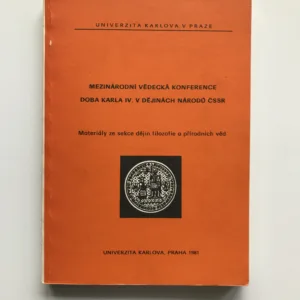 UNIVERZITA KARLOVA V PRAZE
MEZINÁRODNÍ VĚDECKÁ KONFERENCE
DOBA KARLA IV. V DĚJINÁCH NÁRODŮ ČSSR
Materiály ze sekce dějin filozofie a přírodních věd
UNIVERZITA KARLOVA, PRAHA 1981